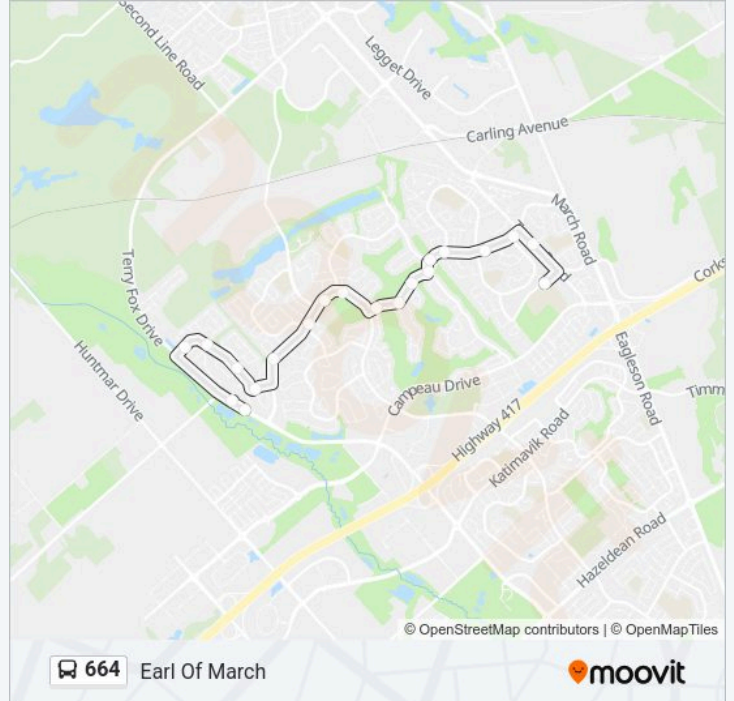 Second Line Road
Legget Drive
Carling Avenue
March Road
Terry Fox Drive
Corks
Huntmar Drive
Eagleson Road
Campeau Drive
Timm
Highway 417
Katimavik Road
Hazeldean Road
© OpenStreetMap contributors | © OpenMapTiles
664 Earl Of March
moovit